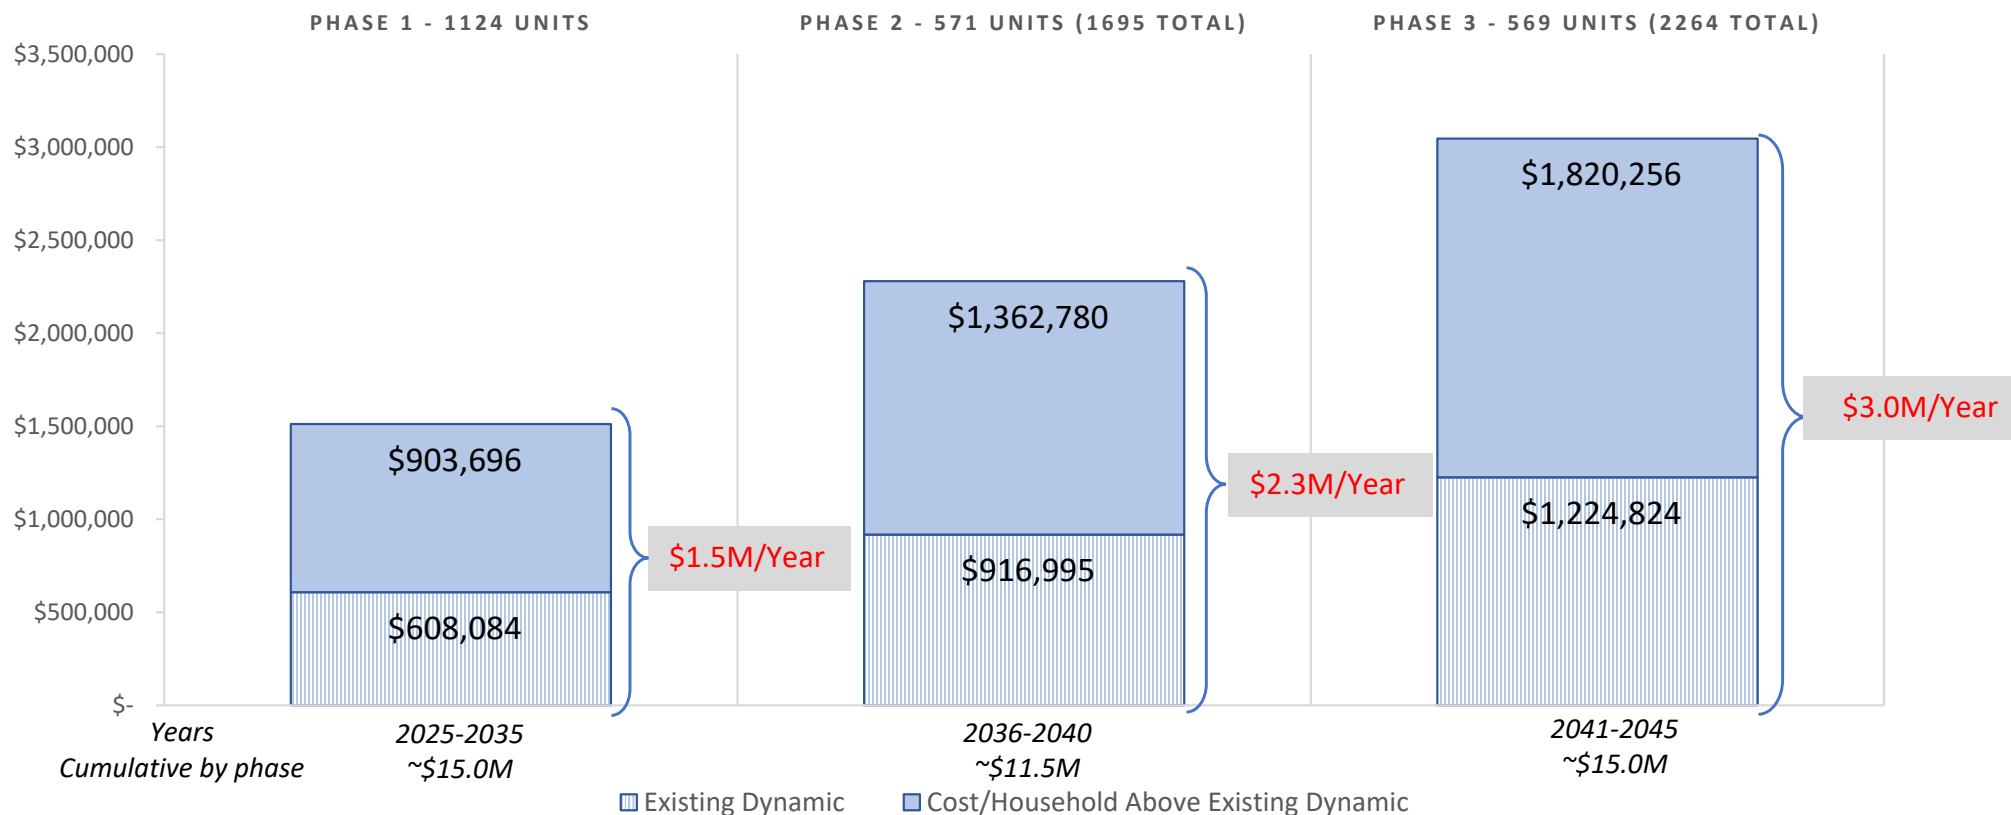 PHASE 1 - 1124 UNITS
PHASE 2 - 571 UNITS (1695 TOTAL)
PHASE 3 - 569 UNITS (2264 TOTAL)
$3,500,000
$3,000,000
$2,500,000
$2,000,000
$1,500,000
$1,000,000
$500,000
$-
$903,696
$608,084
$1.5M/Year
$1,362,780
$916,995
$2.3M/Year
$1,820,256
$1,224,824
$3.0M/Year
Years 2025-2035 2036-2040 2041-2045
Cumulative by phase ~$15.0M ~$11.5M ~$15.0M
Existing Dynamic Cost/Household Above Existing Dynamic